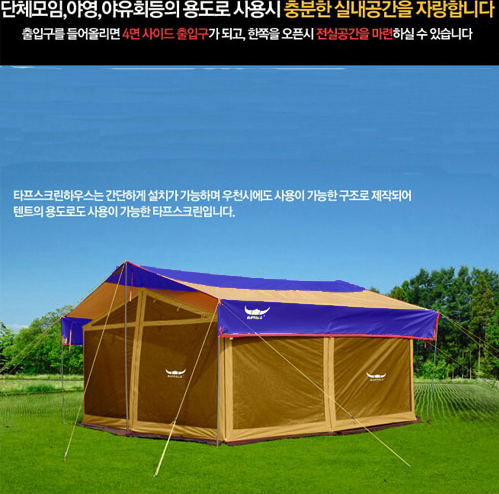 단체모임,야영,야유회등의 용도로 사용시 충분한 실내공간을 자랑합니다
출입구를 들어올리면 4면 사이드 출입구가 되고, 한쪽을 오픈시 전실공간을 마련하실 수 있습니다
타프스크린하우스는 간단하게 설치가 가능하며 우천시에도 사용이 가능한 구조로 제작되어
텐트의 용도로도 사용이 가능한 타프스크린입니다.
BUFFALO
BUFFALO
BUFFALO